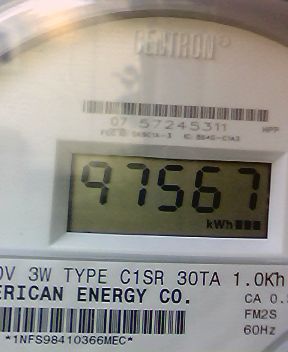 CENTRON®
07 57245311 HPP
97567
kWh
0V 3W TYPE C1SR 30TA 1.0Kh
ERICAN ENERGY CO. CA 0.
FM2S
60Hz
*1NFS98410366MEC*